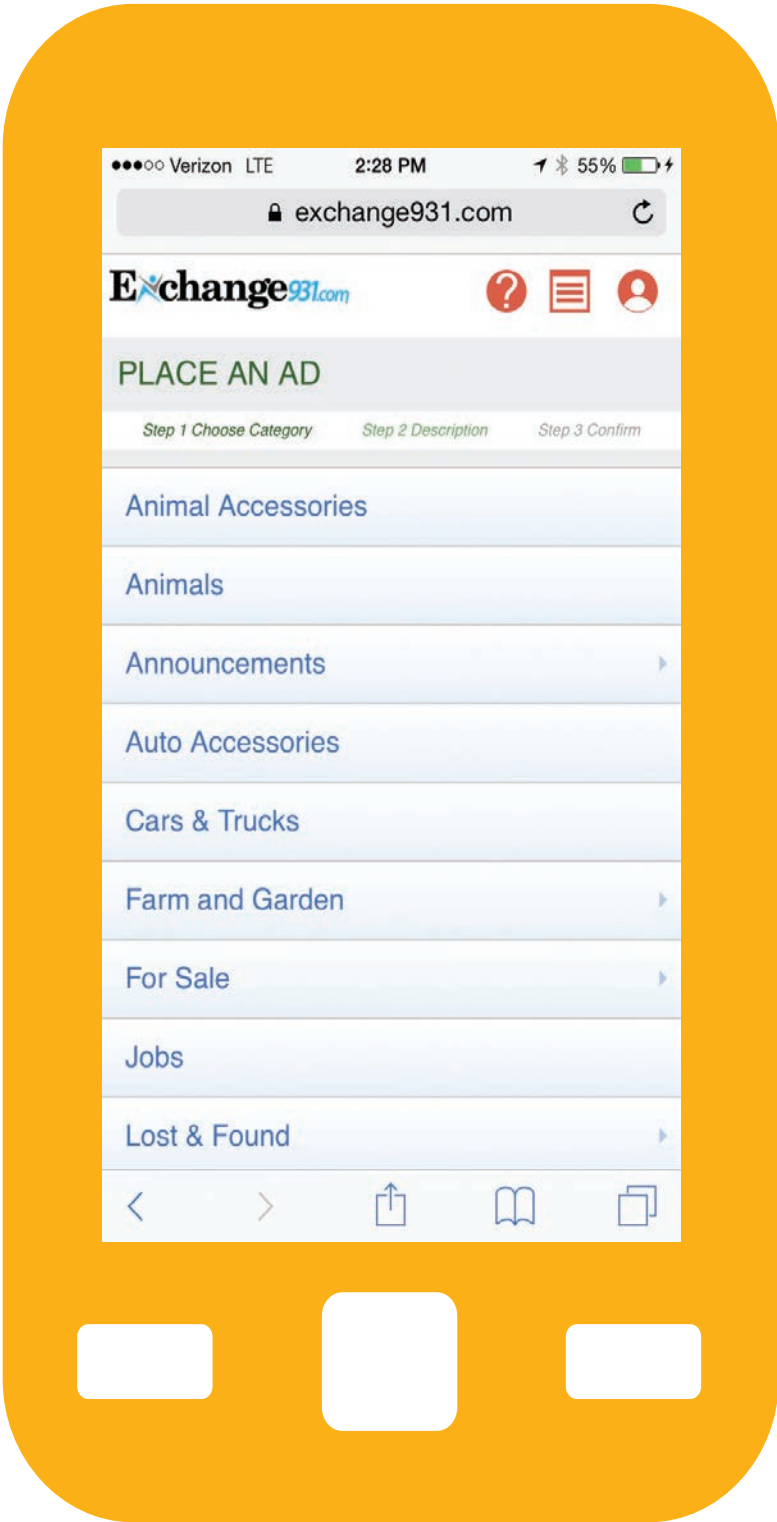 Verizon LTE 2:28 PM 55%
exchange931.com
Exchange931.com
PLACE AN AD
Step 1 Choose Category Step 2 Description Step 3 Confirm
Animal Accessories
Animals
Announcements
Auto Accessories
Cars & Trucks
Farm and Garden
For Sale
Jobs
Lost & Found